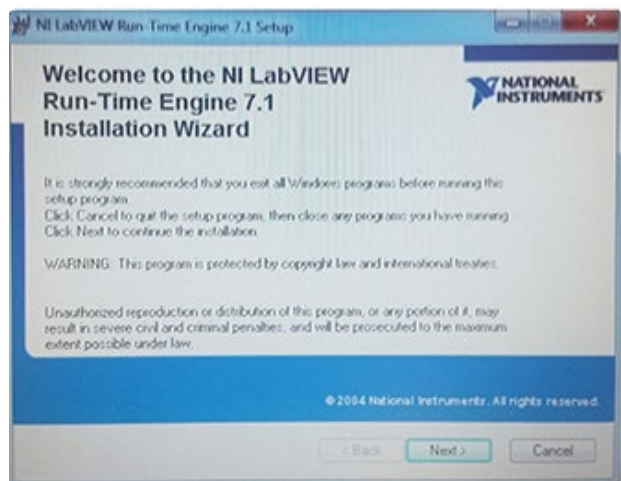 NI LabVIEW Run-Time Engine 7.1 Setup
Welcome to the NI LabVIEW
Run-Time Engine 7.1
Installation Wizard
NATIONAL
INSTRUMENTS
It is strongly recommended that you exit all Windows programs before running this
setup program.
Click Cancel to quit the setup program, then close any programs you have running.
Click Next to continue the installation.
WARNING: This program is protected by copyright law and international treaties.
Unauthorized reproduction or distribution of this program, or any portion of it, may
result in severe civil and criminal penalties, and will be prosecuted to the maximum
extent possible under law.
© 2004 National Instruments. All rights reserved.
< Back
Next >
Cancel